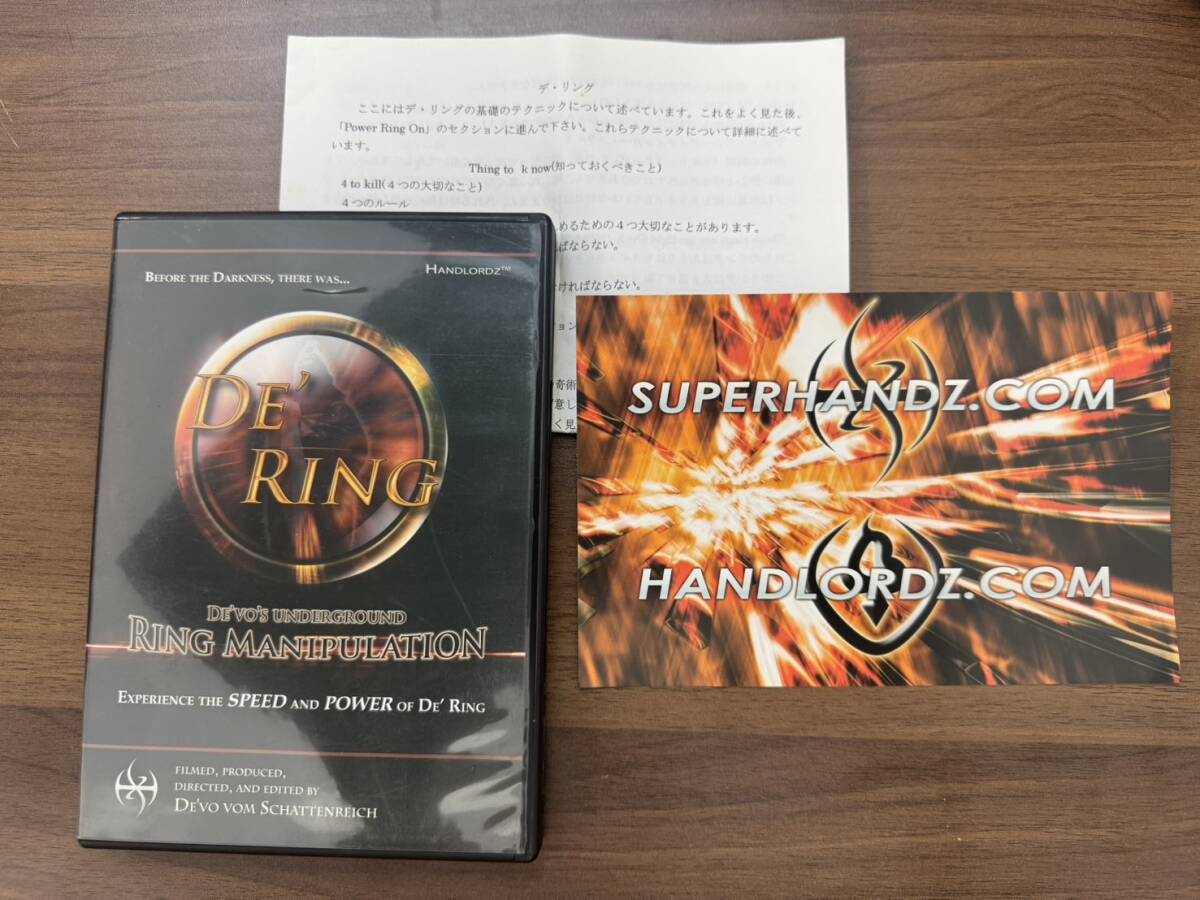 デ・リング
ここにはデ・リングの基礎のテクニックについて述べています。これをよく見た後、
「Power Ring On」のセクションに進んで下さい。これらテクニックについて詳細に述べて
います。
Thing to k now(知っておくべきこと)
4 to kill(４つの大切なこと)
４つのルール
めるための４つ大切なことがあります。
ばならない。
ければならない。
ョン
奇術
意し
く見
BEFORE THE DARKNESS, THERE WAS...
HANDLORDZ™
DE'
RING
DE'VO'S UNDERGROUND
RING MANIPULATION
EXPERIENCE THE SPEED AND POWER OF DE' RING
FILMED, PRODUCED,
DIRECTED, AND EDITED BY
DE'VO VOM SCHATTENREICH
SUPERHANDZ.COM
HANDLORDZ.COM